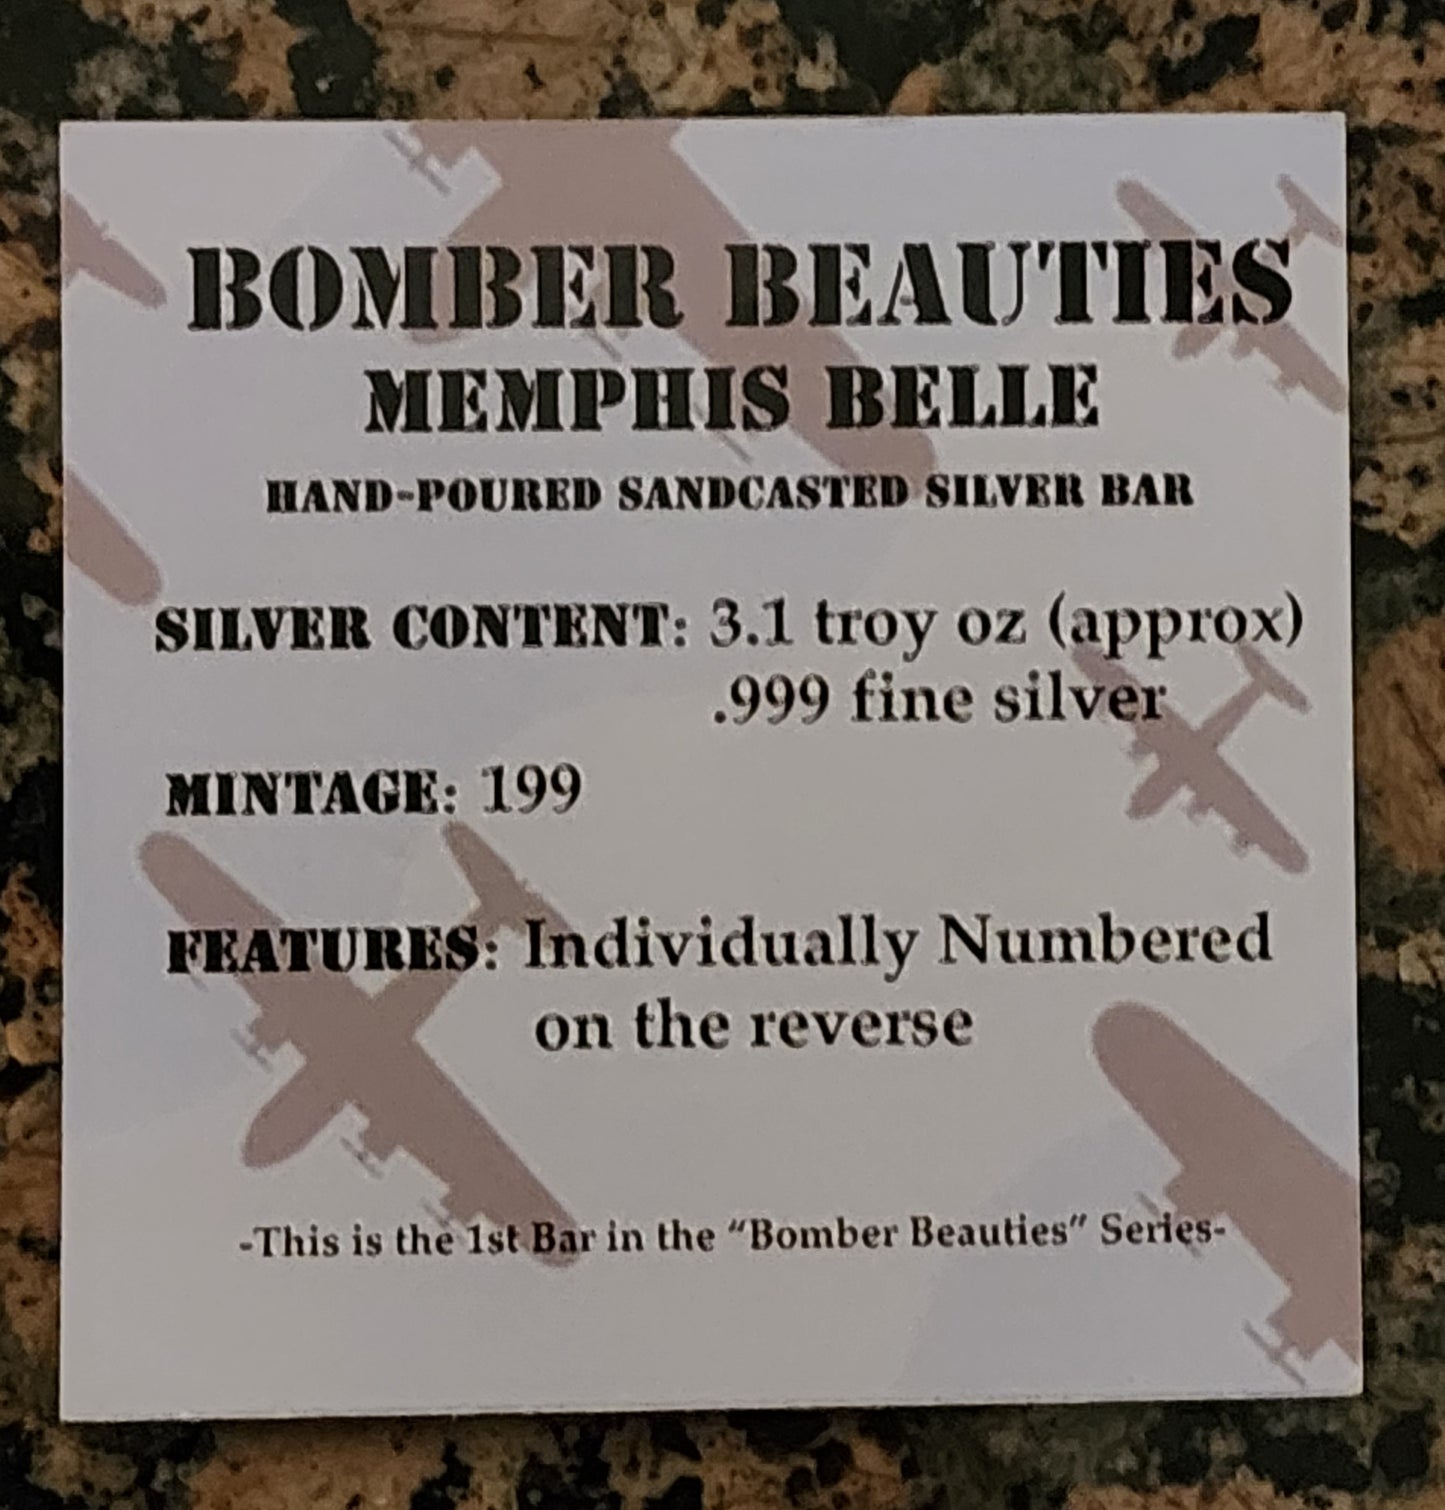 BOMBER BEAUTIES
MEMPHIS BELLE
HAND-POURED SANDCASTED SILVER BAR
SILVER CONTENT: 3.1 troy oz (approx)
.999 fine silver
MINTAGE: 199
FEATURES: Individually Numbered
on the reverse
-This is the 1st Bar in the “Bomber Beauties” Series-